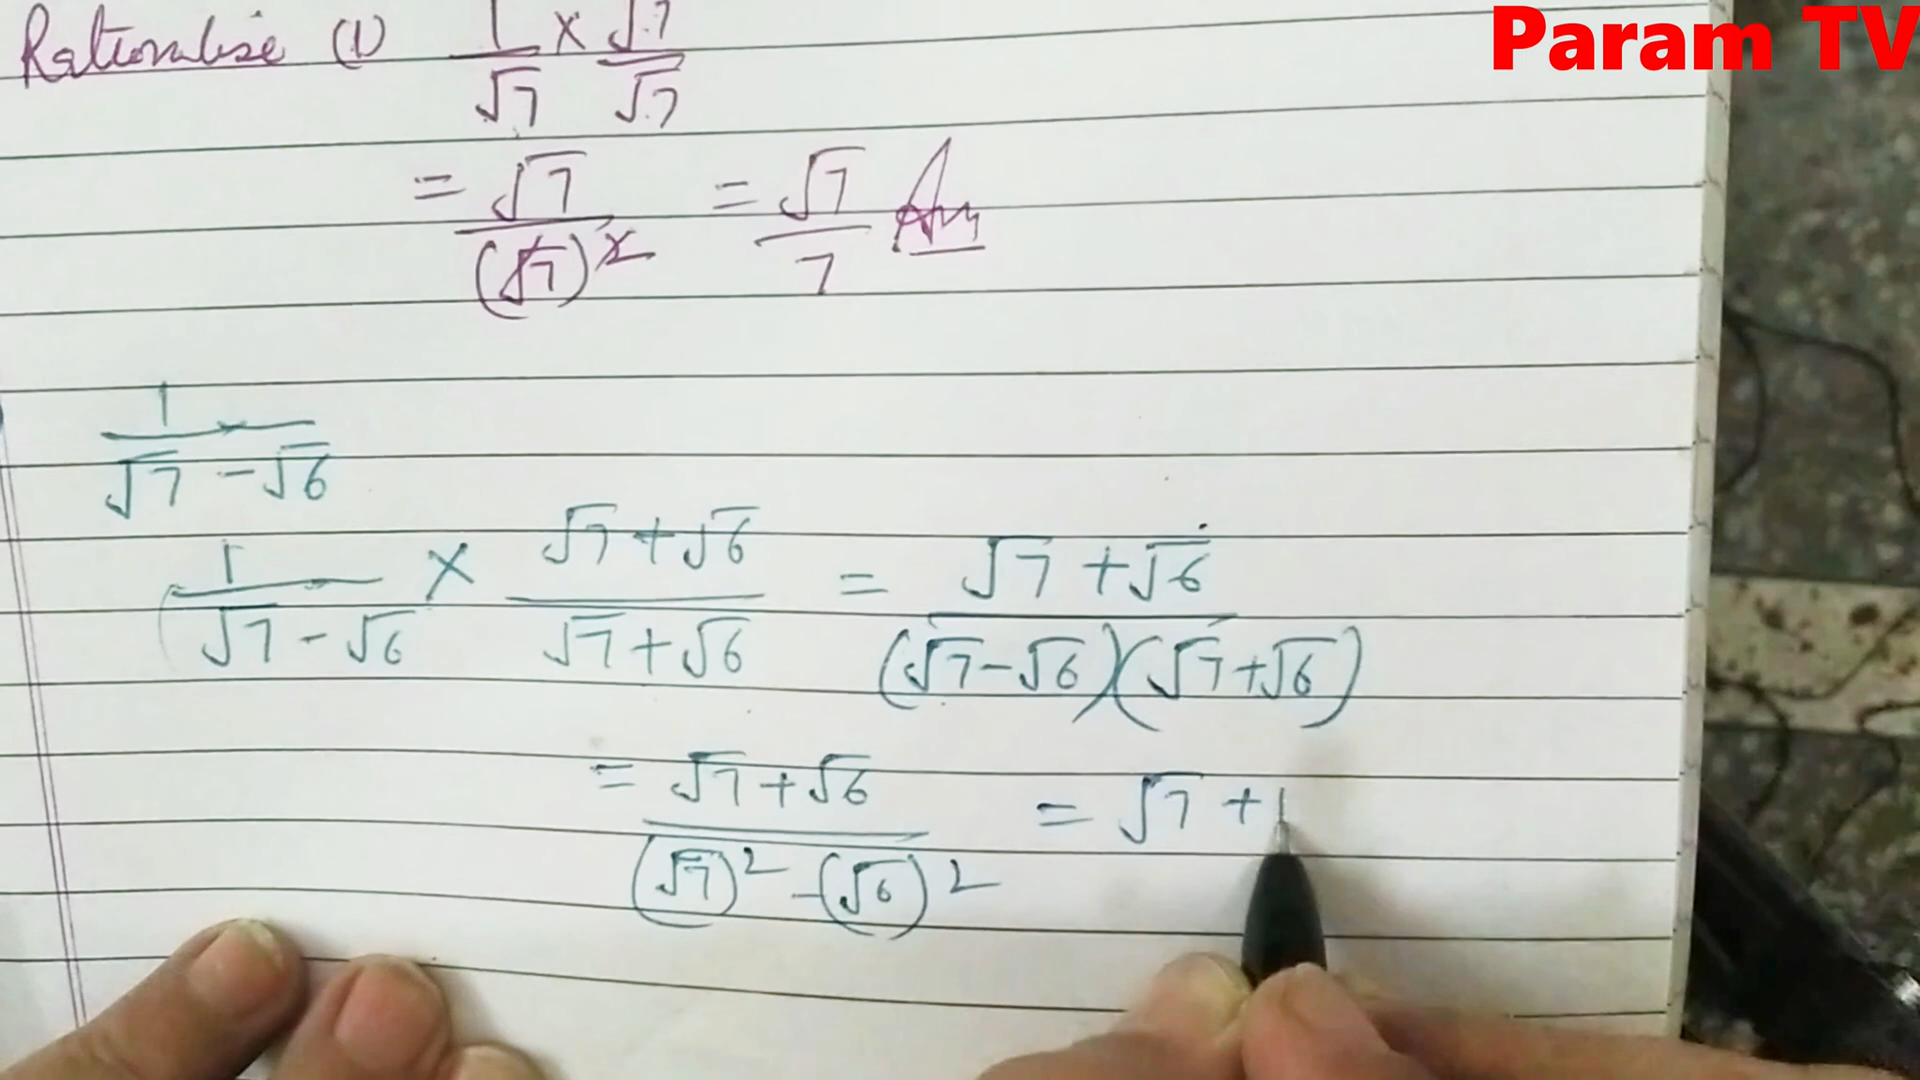 Param TV
Rationalise (1) 1/√7 × √7/√7
= √7/(√7)² = √7/7 Ans
1/(√7 - √6)
1/(√7 - √6) × (√7 + √6)/(√7 + √6) = (√7 + √6)/((√7 - √6)(√7 + √6))
= (√7 + √6)/((√7)² - (√6)²) = √7 +